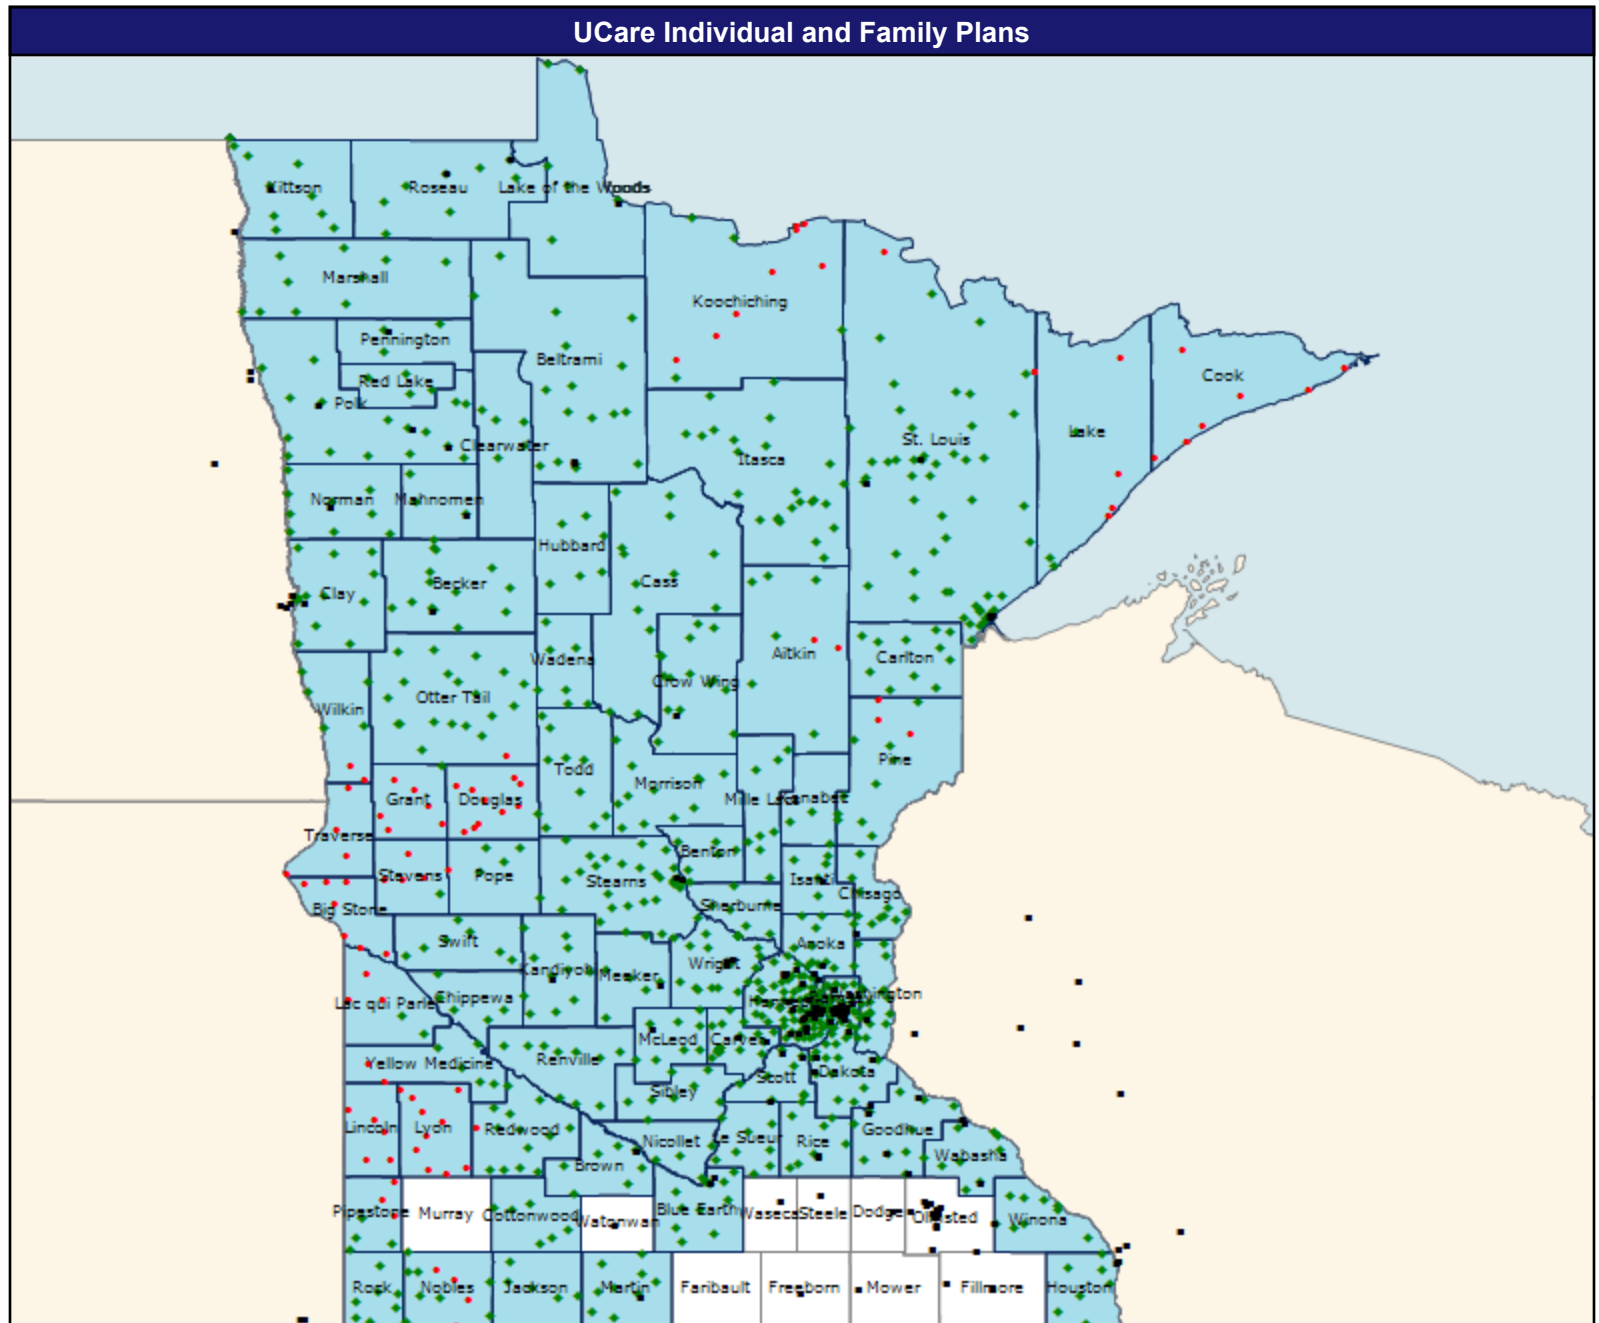 UCare Individual and Family Plans
Kittson
Roseau
Lake of the Woods
Marshall
Koochiching
Pennington
Beltrami
Red Lake
Cook
Polk
Lake
Clearwater
St. Louis
Itasca
Norman
Mahnomen
Hubbard
Cass
Becker
Clay
Aitkin
Carlton
Wadena
Crow Wing
Otter Tail
Wilkin
Pine
Todd
Morrison
Grant
Douglas
Mille Lacs
Kanabec
Traverse
Benton
Stevens
Pope
Stearns
Isanti
Chisago
Sherburne
Big Stone
Swift
Anoka
Wright
Kandiyohi
Meeker
Washington
Chippewa
Lac qui Parle
McLeod
Carver
Renville
Yellow Medicine
Dakota
Scott
Sibley
Lincoln
Lyon
Redwood
Goodhue
Le Sueur
Nicollet
Rice
Wabasha
Brown
Pipestone
Murray
Cottonwood
Watonwan
Blue Earth
Waseca
Steele
Dodge
Olmsted
Winona
Rock
Nobles
Jackson
Martin
Faribault
Freeborn
Mower
Fillmore
Houston